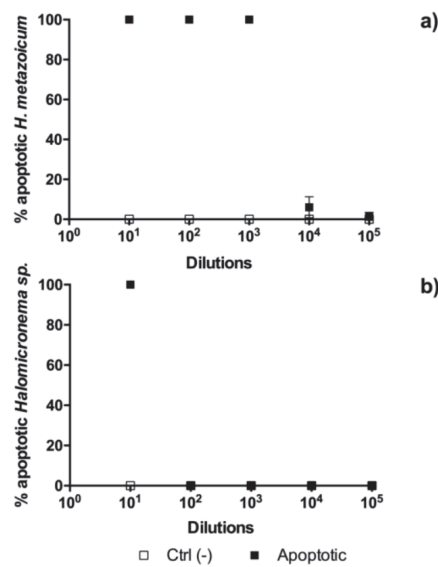 a)
% apoptotic H. metazoicum
100
80
60
40
20
0
10⁰ 10¹ 10² 10³ 10⁴ 10⁵
Dilutions
b)
% apoptotic Halomicronema sp.
100
80
60
40
20
0
10⁰ 10¹ 10² 10³ 10⁴ 10⁵
Dilutions
Ctrl (-) Apoptotic